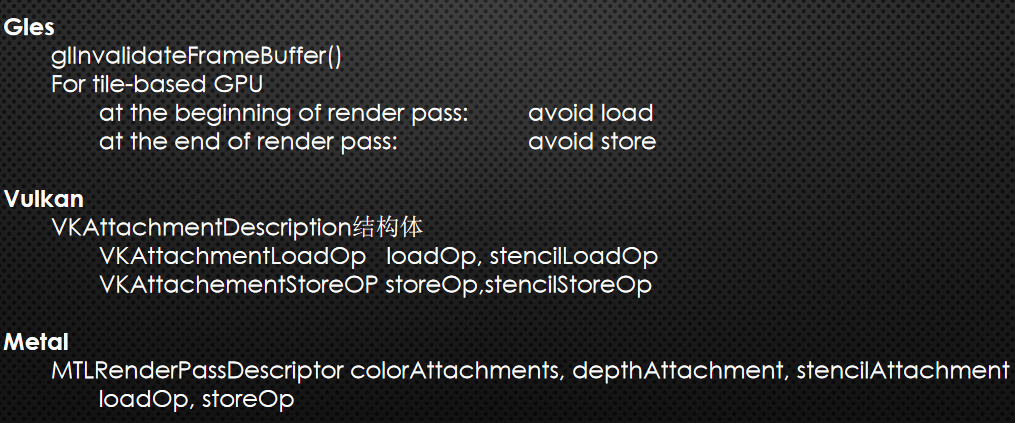 Gles
glInvalidateFrameBuffer()
For tile-based GPU
at the beginning of render pass: avoid load
at the end of render pass: avoid store
Vulkan
VKAttachmentDescription结构体
VKAttachmentLoadOp loadOp, stencilLoadOp
VKAttachementStoreOP storeOp,stencilStoreOp
Metal
MTLRenderPassDescriptor colorAttachments, depthAttachment, stencilAttachment
loadOp, storeOp